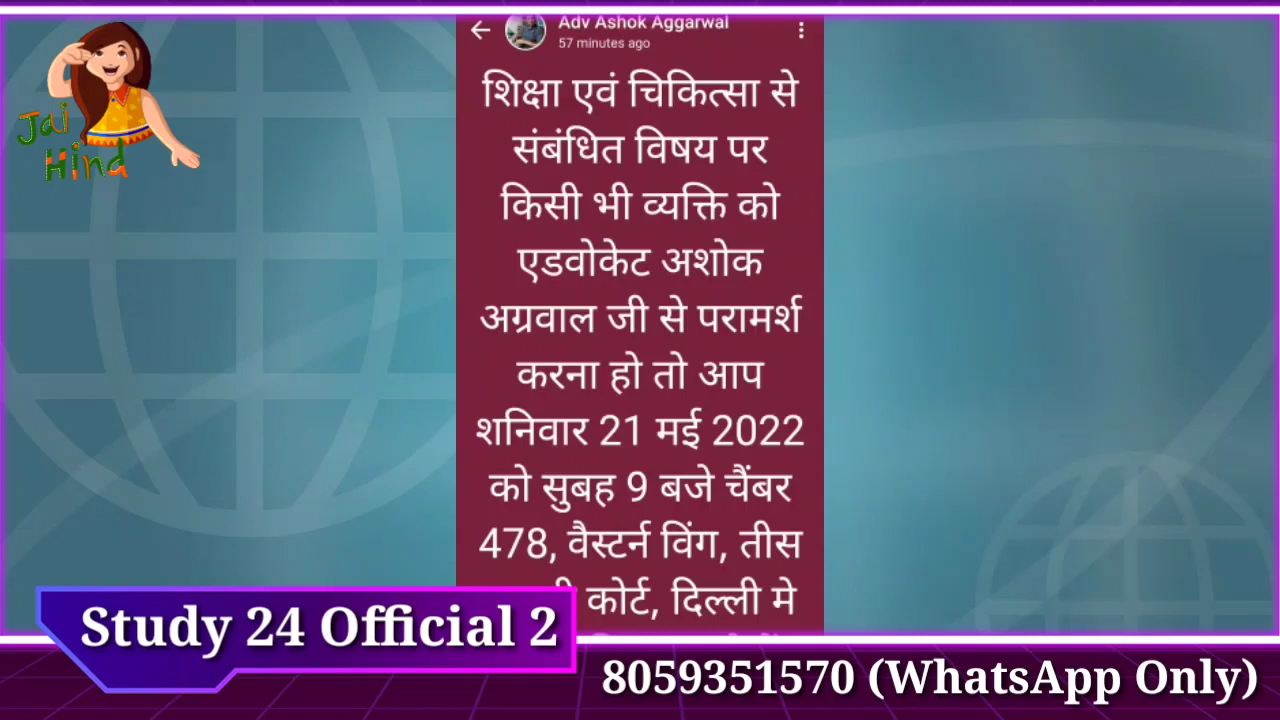 Adv Ashok Aggarwal
57 minutes ago
Jai
Hind
शिक्षा एवं चिकित्सा से
संबंधित विषय पर
किसी भी व्यक्ति को
एडवोकेट अशोक
अग्रवाल जी से परामर्श
करना हो तो आप
शनिवार 21 मई 2022
को सुबह 9 बजे चैंबर
478, वैस्टर्न विंग, तीस
कोर्ट, दिल्ली मे
Study 24 Official 2
8059351570 (WhatsApp Only)